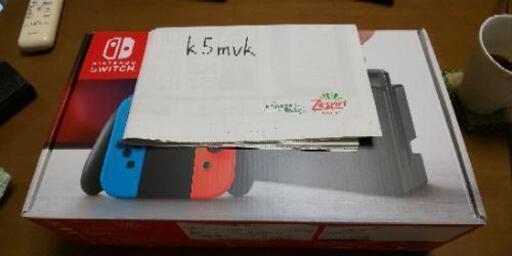 NINTENDO
SWITCH
k.5mvk
Zespri